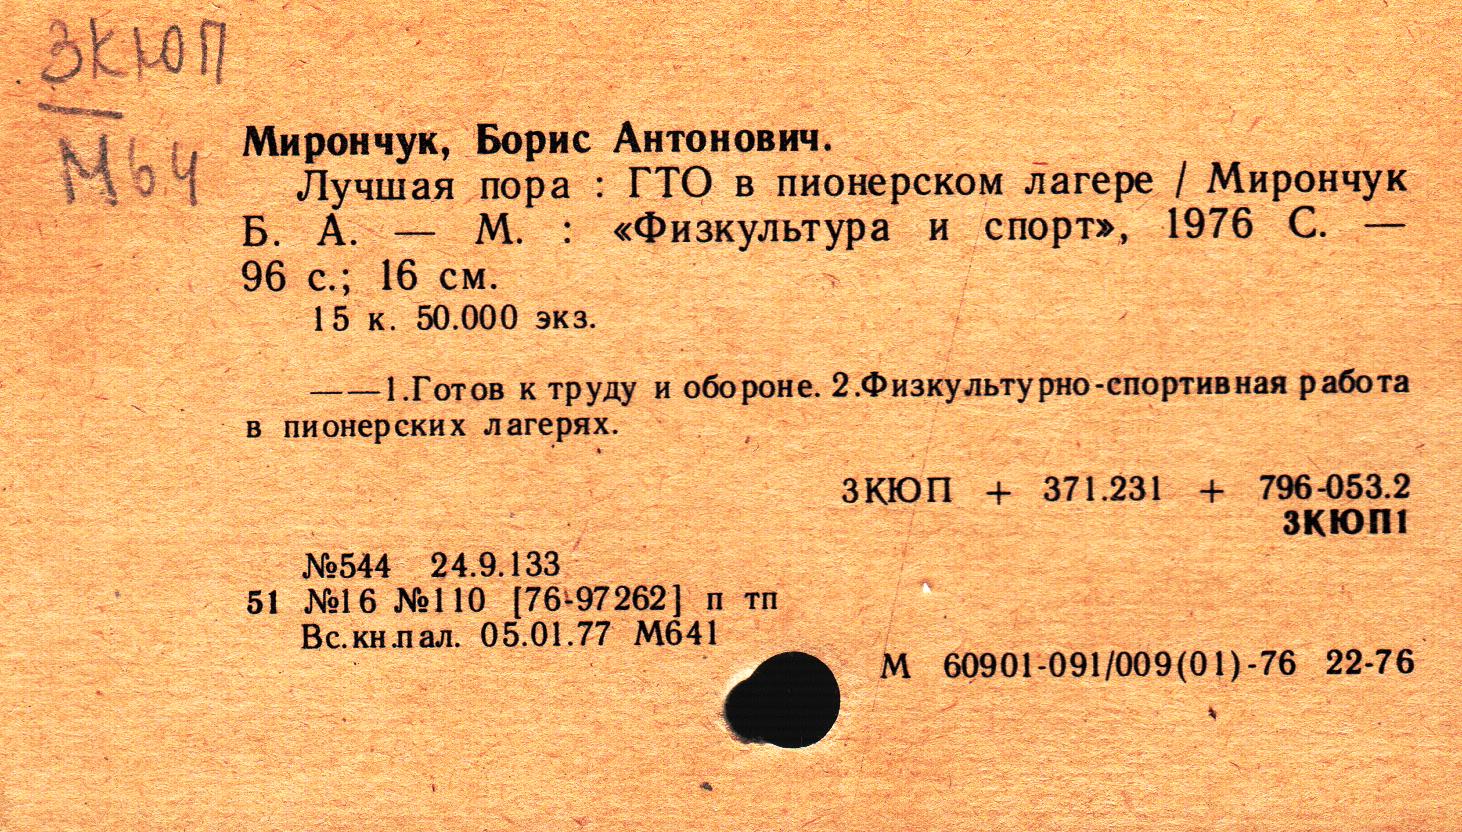 3КЮП
М64
Мирончук, Борис Антонович.
Лучшая пора : ГТО в пионерском лагере / Мирончук
Б. А. — М. : «Физкультура и спорт», 1976 С. —
96 с.; 16 см.
15 к. 50.000 экз.
——1.Готов к труду и обороне. 2.Физкультурно-спортивная работа
в пионерских лагерях.
3КЮП + 371.231 + 796-053.2
3КЮП1
№544 24.9.133
51 №16 №110 [76-97262] п тп
Вс.кн.пал. 05.01.77 М641
М 60901-091/009(01)-76 22-76